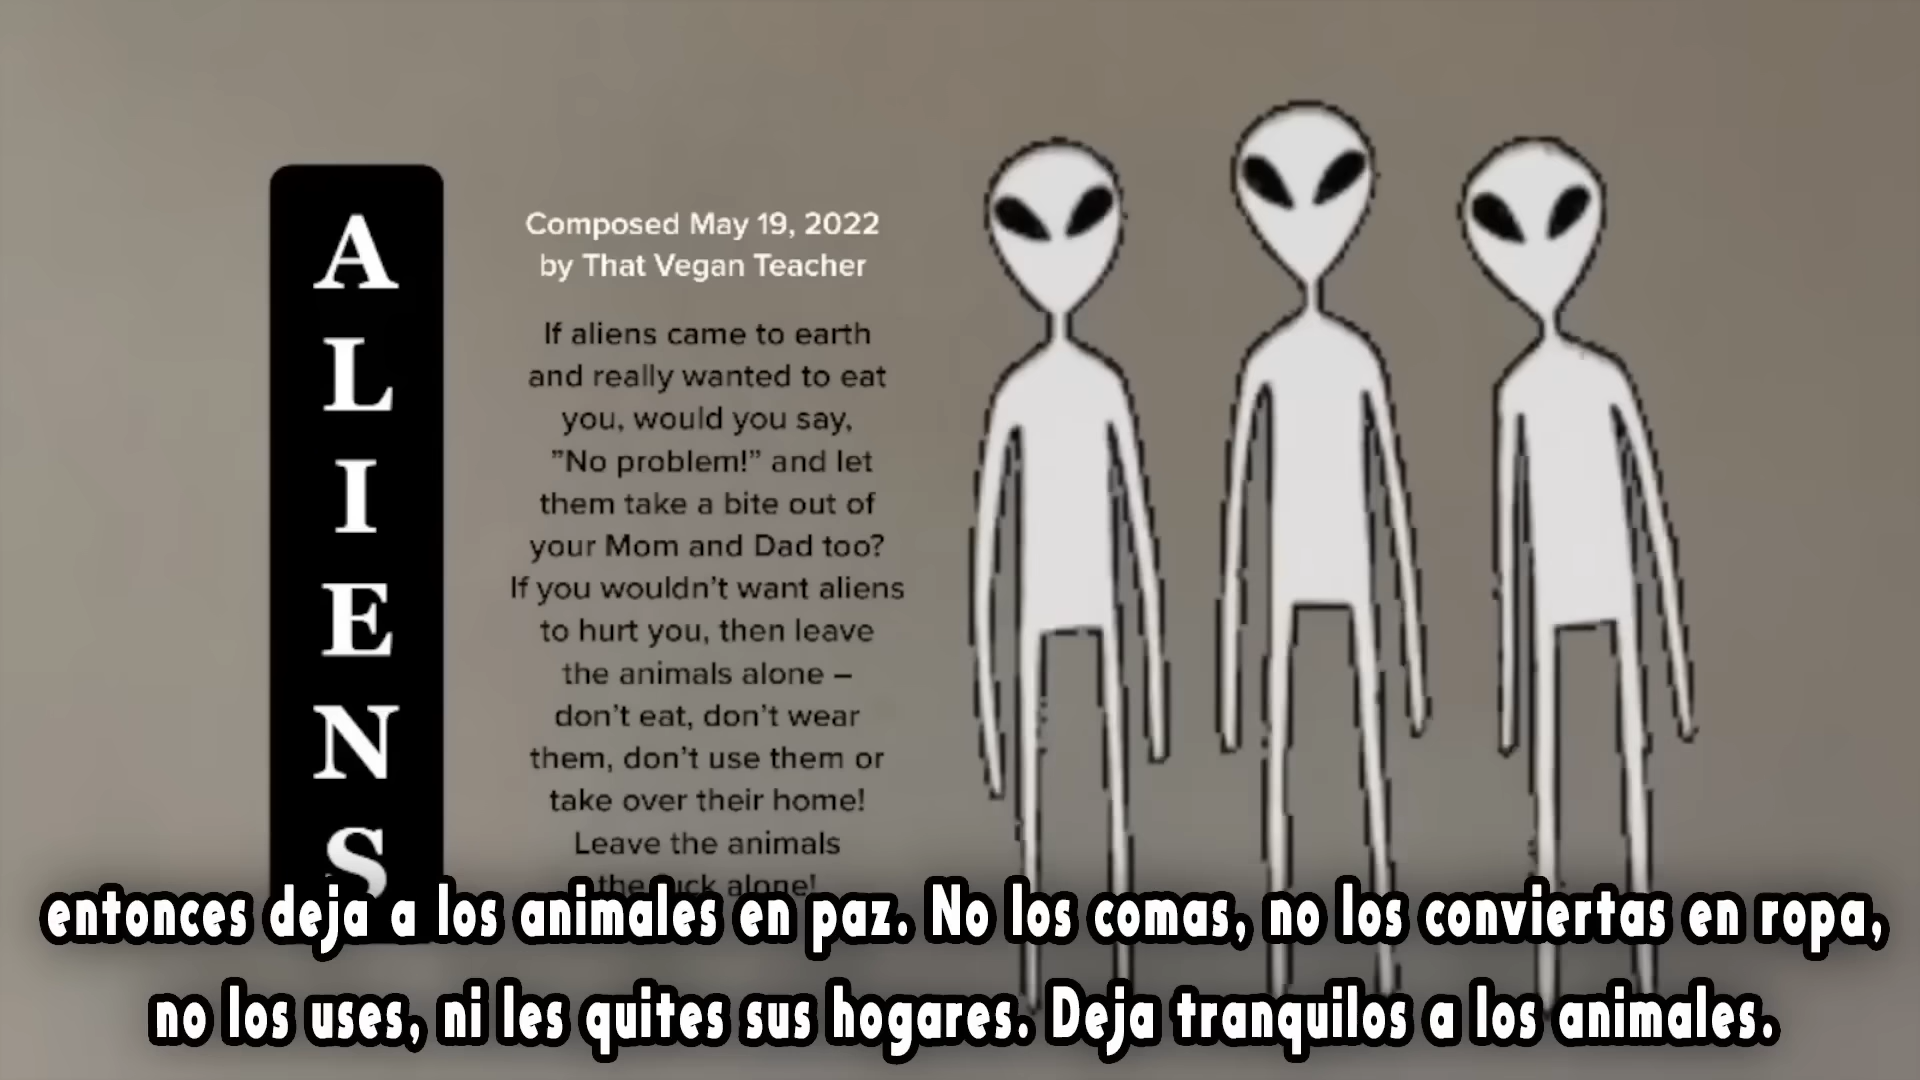 ALIENS
Composed May 19, 2022
by That Vegan Teacher
If aliens came to earth
and really wanted to eat
you, would you say,
”No problem!” and let
them take a bite out of
your Mom and Dad too?
If you wouldn’t want aliens
to hurt you, then leave
the animals alone –
don’t eat, don’t wear
them, don’t use them or
take over their home!
Leave the animals
the alone!
entonces deja a los animales en paz. No los comas, no los conviertas en ropa,
no los uses, ni les quites sus hogares. Deja tranquilos a los animales.